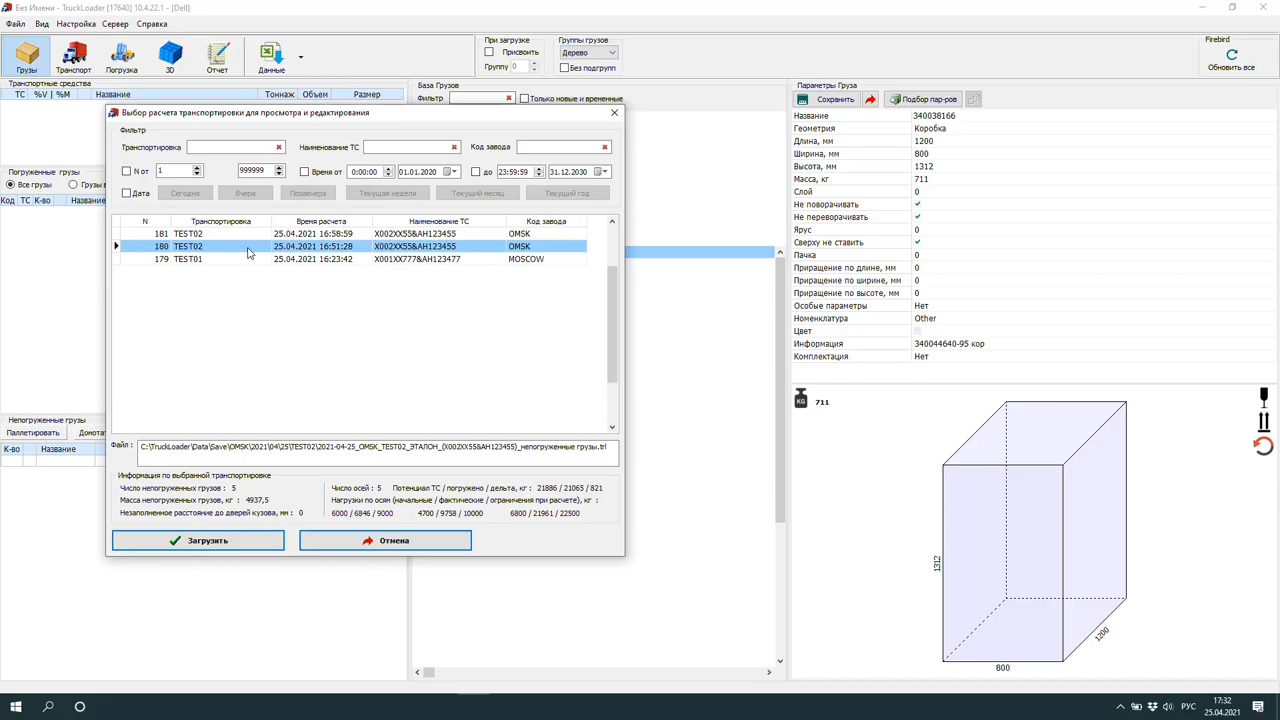 Без Имени - TruckLoader [17640] 10.4.22.1 - [Dell]
Файл Вид Настройка Сервер Справка
Грузы Транспорт Погрузка 3D Отчет Данные
При загрузке
Присвоить
Группу 0
Группы грузов
Дерево
Без подгрупп
Firebird
Обновить все
Транспортные средства
ТС %V | %M Название Тоннаж Объем Размер
База Грузов
Фильтр Только новые и временные
Параметры Груза
Сохранить Подбор пар-ров
Название 340038166
Геометрия Коробка
Длина, мм 1200
Ширина, мм 800
Высота, мм 1312
Масса, кг 711
Слой 0
Не поворачивать
Не переворачивать
Ярус 0
Сверху не ставить
Пачка 0
Приращение по длине, мм 0
Приращение по ширине, мм 0
Приращение по высоте, мм 0
Особые параметры Нет
Номенклатура Other
Цвет
Информация 340044640-95 кор
Комплектация Нет
KG 711
1312
1200
800
Погруженные грузы
Все грузы Грузы в
Код ТС К-во Название
Непогруженные грузы
Паллетировать Домотат
К-во Название
Выбор расчета транспортировки для просмотра и редактирования
Фильтр
Транспортировка Наименование ТС Код завода
N от 1 999999 Время от 0:00:00 01.01.2020 до 23:59:59 31.12.2030
Дата Сегодня Вчера Позавчера Текущая неделя Текущий месяц Текущий год
N Транспортировка Время расчета Наименование ТС Код завода
181 TEST02 25.04.2021 16:58:59 X002XX55&AH123455 OMSK
180 TEST02 25.04.2021 16:51:28 X002XX55&AH123455 OMSK
179 TEST01 25.04.2021 16:23:42 X001XX777&AH123477 MOSCOW
Файл : C:\TruckLoader\Data\Save\OMSK\2021\04\25\TEST02\2021-04-25_OMSK_TEST02_ЭТАЛОН_(X002XX55&AH123455)_непогруженные грузы.trl
Информация по выбранной транспортировке
Число непогруженных грузов : 5
Масса непогруженных грузов, кг : 4937,5
Незаполненное расстояние до дверей кузова, мм : 0
Число осей : 5 Потенциал ТС / погружено / дельта, кг : 21886 / 21065 / 821
Нагрузки по осям (начальные / фактические / ограничения при расчете), кг :
6000 / 6846 / 9000 4700 / 9758 / 10000 6800 / 21961 / 22500
Загрузить Отмена
РУС
17:32
25.04.2021